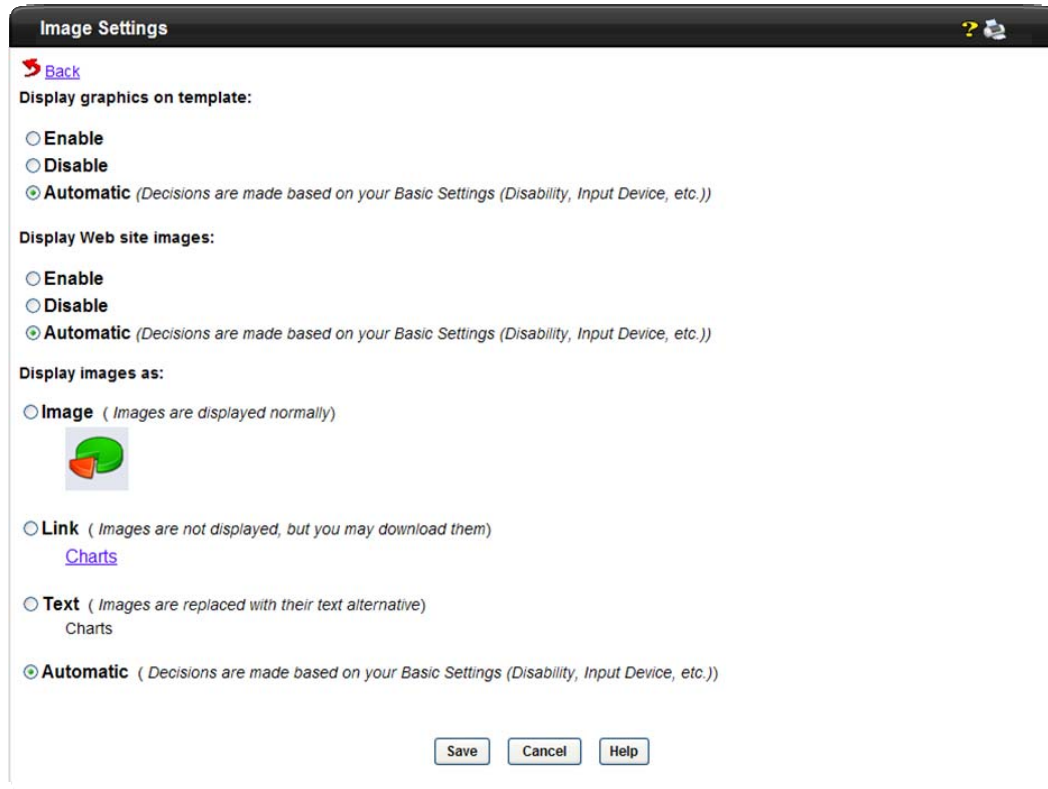 Image Settings ?
Back
Display graphics on template:
Enable
Disable
Automatic (Decisions are made based on your Basic Settings (Disability, Input Device, etc.))
Display Web site images:
Enable
Disable
Automatic (Decisions are made based on your Basic Settings (Disability, Input Device, etc.))
Display images as:
Image ( Images are displayed normally)
Link ( Images are not displayed, but you may download them)
Charts
Text ( Images are replaced with their text alternative)
Charts
Automatic ( Decisions are made based on your Basic Settings (Disability, Input Device, etc.))
Save Cancel Help